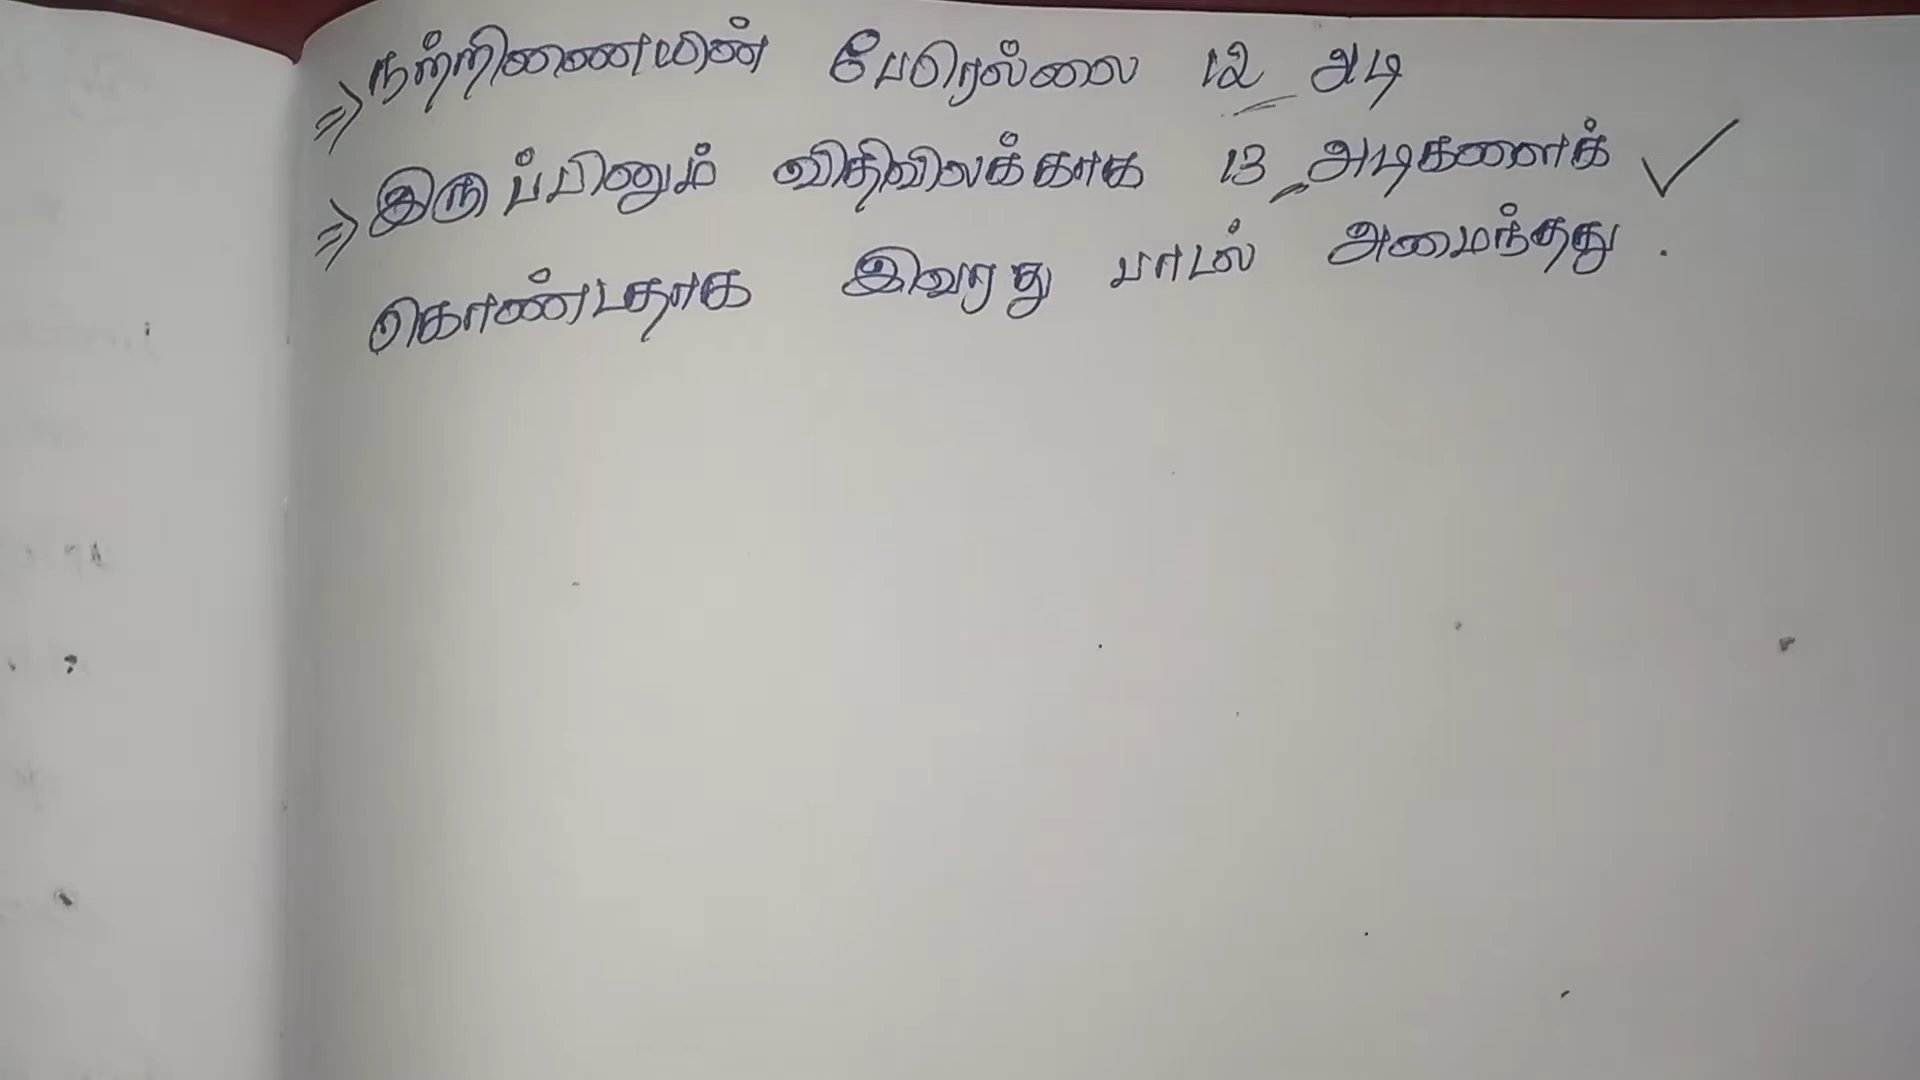 ⇒ நற்றிணையின் பேரெல்லை 12 அடி
⇒ இருப்பினும் விதிவிலக்காக 13 அடிகளைக் ✓
கொண்டதாக இவரது பாடல் அமைந்தது .